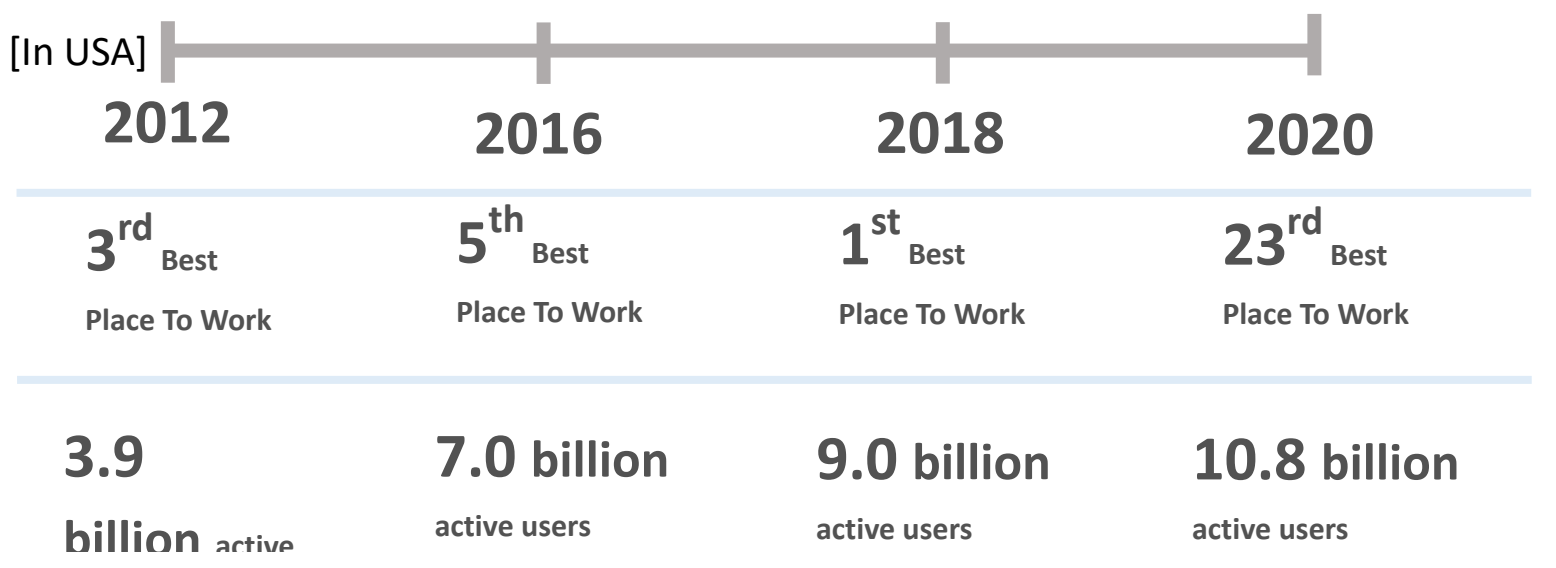 [In USA]
2012 2016 2018 2020
3rd Best 5th Best 1st Best 23rd Best
Place To Work Place To Work Place To Work Place To Work
3.9 7.0 billion 9.0 billion 10.8 billion
billion active active users active users active users